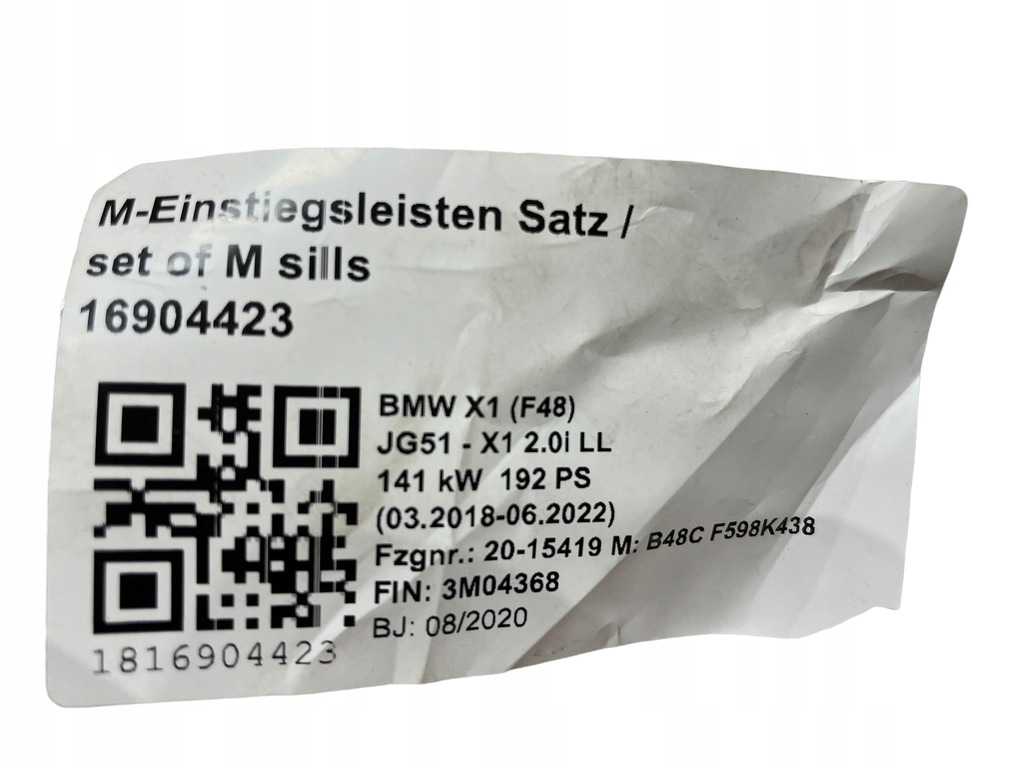 M-Einstiegsleisten Satz /
set of M sills
16904423
BMW X1 (F48)
JG51 - X1 2.0i LL
141 kW 192 PS
(03.2018-06.2022)
Fzgnr.: 20-15419 M: B48C F598K438
FIN: 3M04368
BJ: 08/2020
1816904423